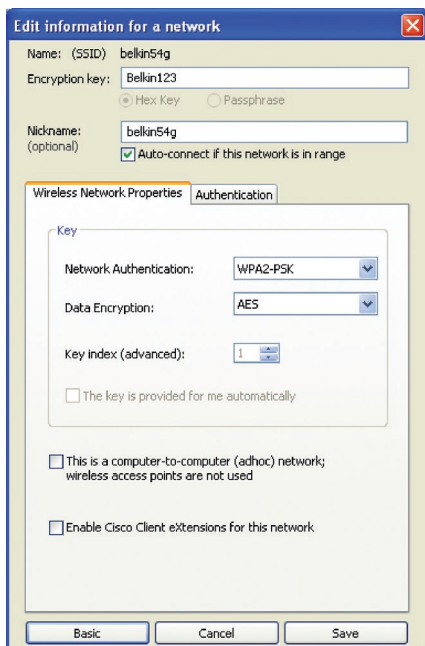 Edit information for a network
Name: (SSID) belkin54g
Encryption key: Belkin123
Hex Key Passphrase
Nickname: belkin54g
(optional)
Auto-connect if this network is in range
Wireless Network Properties Authentication
Key
Network Authentication: WPA2-PSK
Data Encryption: AES
Key index (advanced): 1
The key is provided for me automatically
This is a computer-to-computer (adhoc) network;
wireless access points are not used
Enable Cisco Client eXtensions for this network
Basic Cancel Save